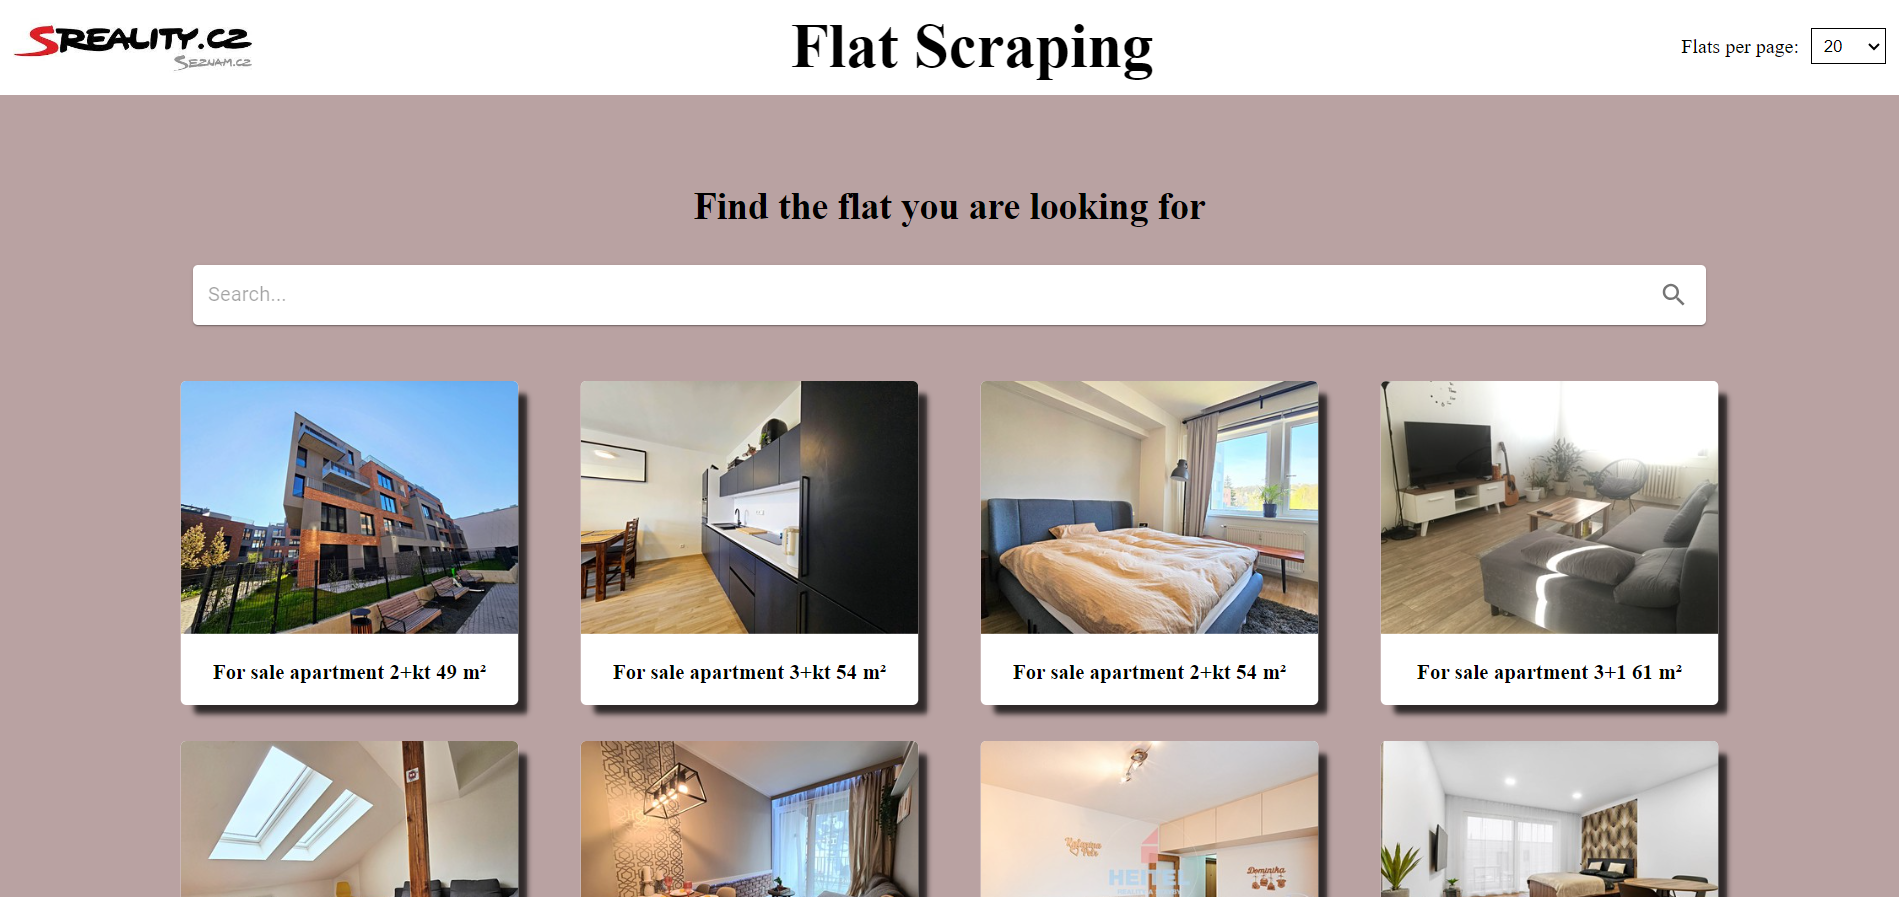 SREALITY.CZ
SEZNAM.CZ
Flat Scraping
Flats per page: 20
Find the flat you are looking for
Search...
For sale apartment 2+kt 49 m²
For sale apartment 3+kt 54 m²
For sale apartment 2+kt 54 m²
For sale apartment 3+1 61 m²
Dominika